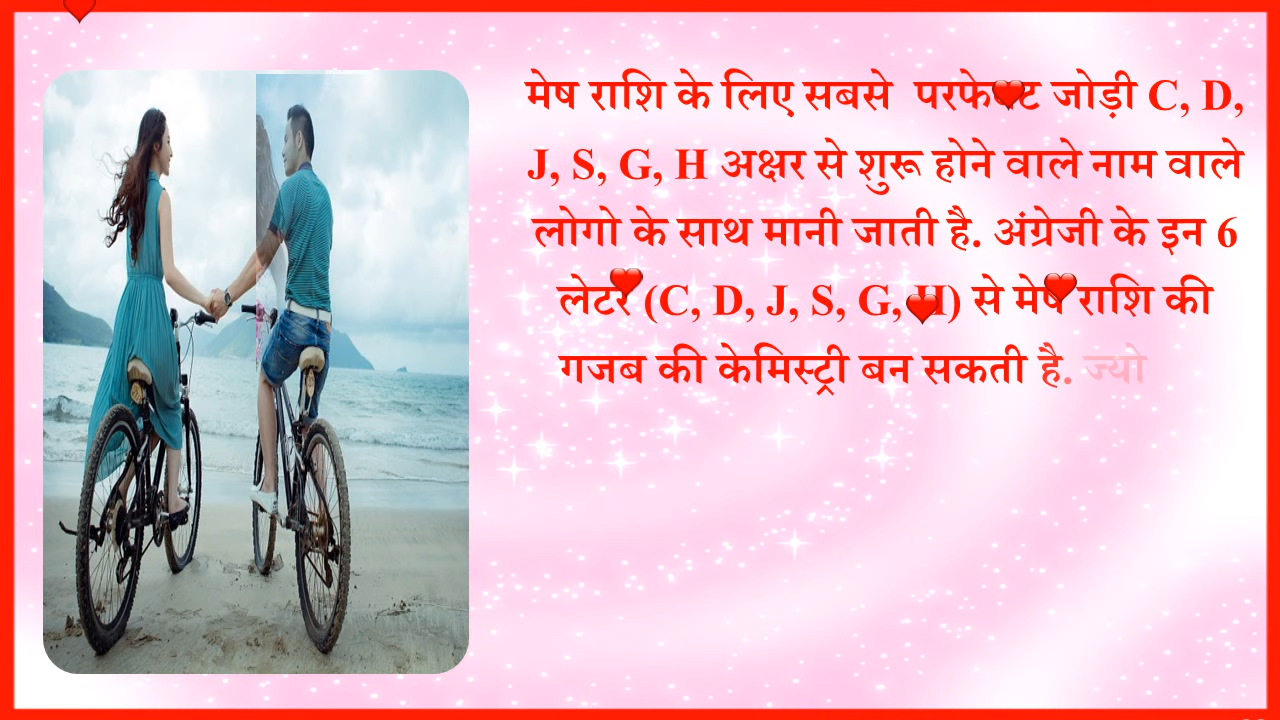 मेष राशि के लिए सबसे परफेक्ट जोड़ी C, D,
J, S, G, H अक्षर से शुरू होने वाले नाम वाले
लोगो के साथ मानी जाती है. अंग्रेजी के इन 6
लेटर (C, D, J, S, G, H) से मेष राशि की
गजब की केमिस्ट्री बन सकती है. ज्यो